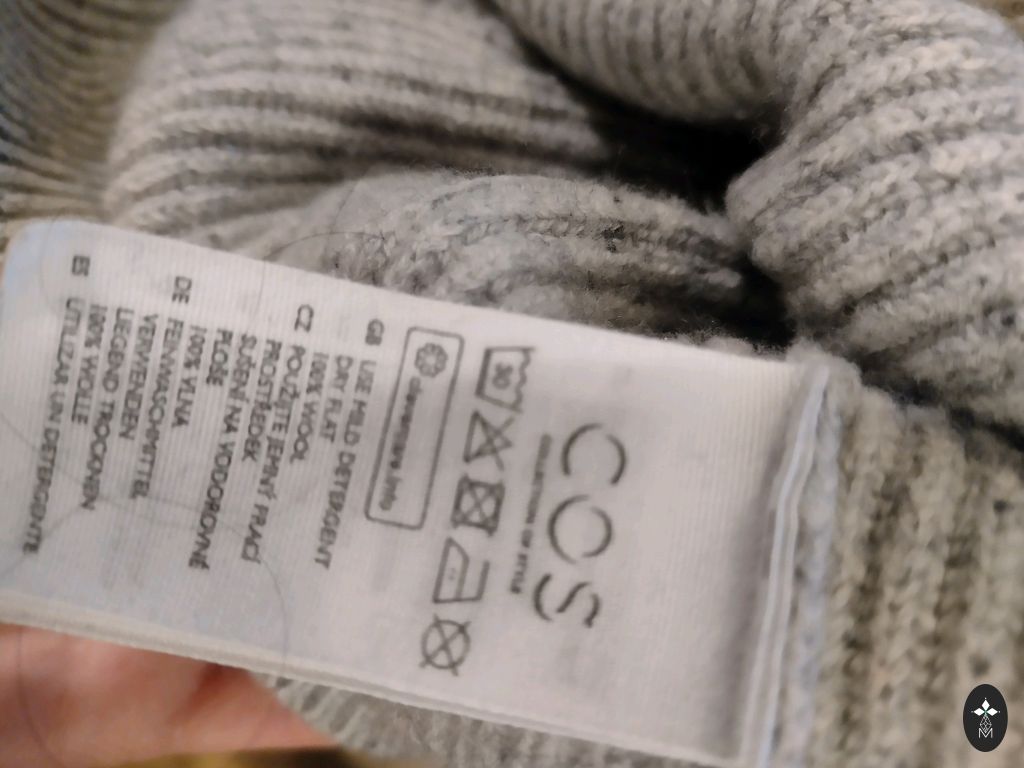 COS
COLLECTION OF STYLE
30
clevercare.info
GB USE MILD DETERGENT
DRY FLAT
100% WOOL
CZ POUŽIJTE JEMNÝ PRACÍ
PROSTŘEDEK
SUŠENÍ NA VODOROVNÉ
PLOŠE
100% VLNA
DE FEINWASCHMITTEL
VERWENDEN
LIEGEND TROCKNEN
100% WOLLE
ES UTILIZAR UN DETERGENTE
M